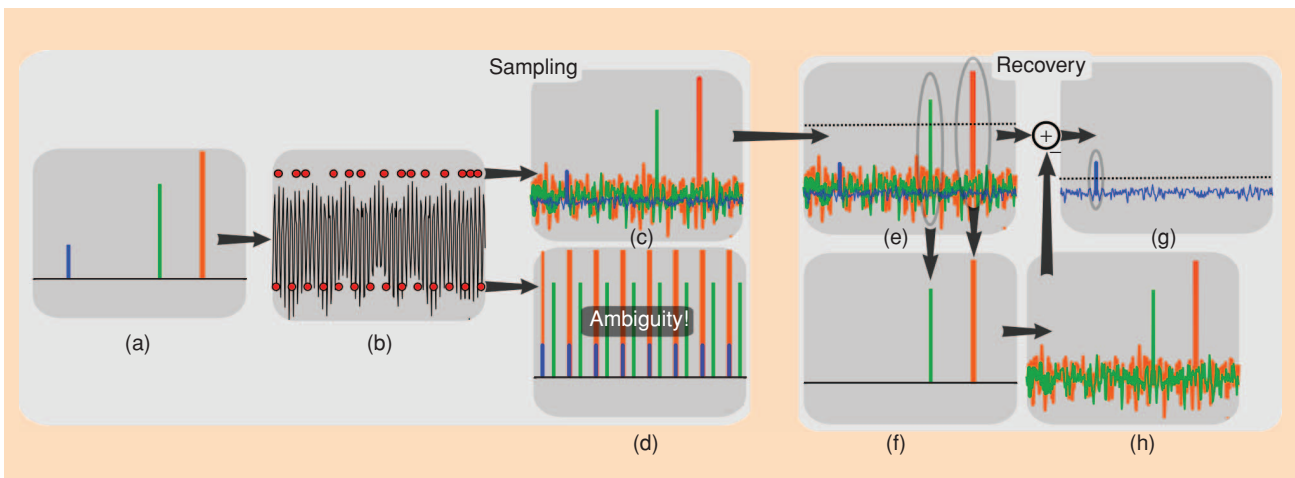 Sampling
Recovery
(a)
(b)
(c)
Ambiguity!
(d)
(e)
+
−
(g)
(f)
(h)